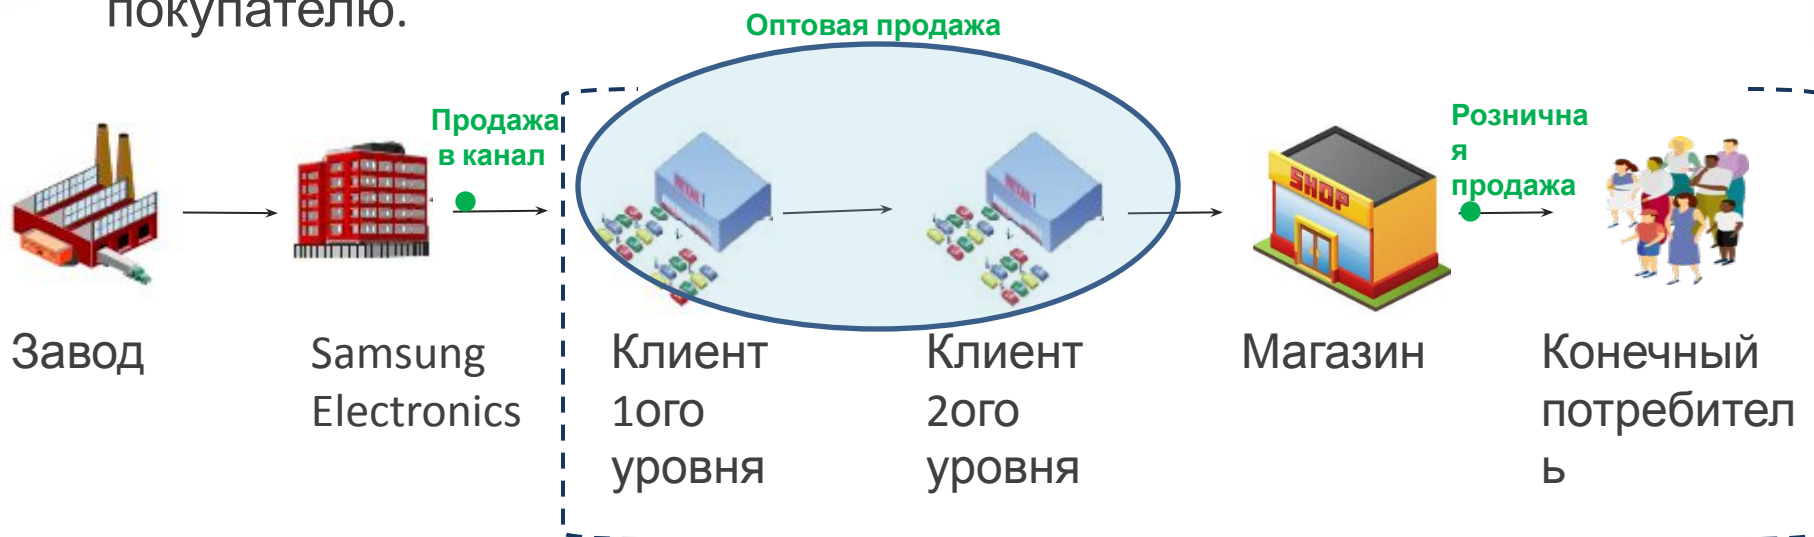 покупателю.
Оптовая продажа
Продажа
в канал
Рознична
я
продажа
SHOP
Завод
Samsung
Electronics
Клиент
1ого
уровня
Клиент
2ого
уровня
Магазин
Конечный
потребител
ь